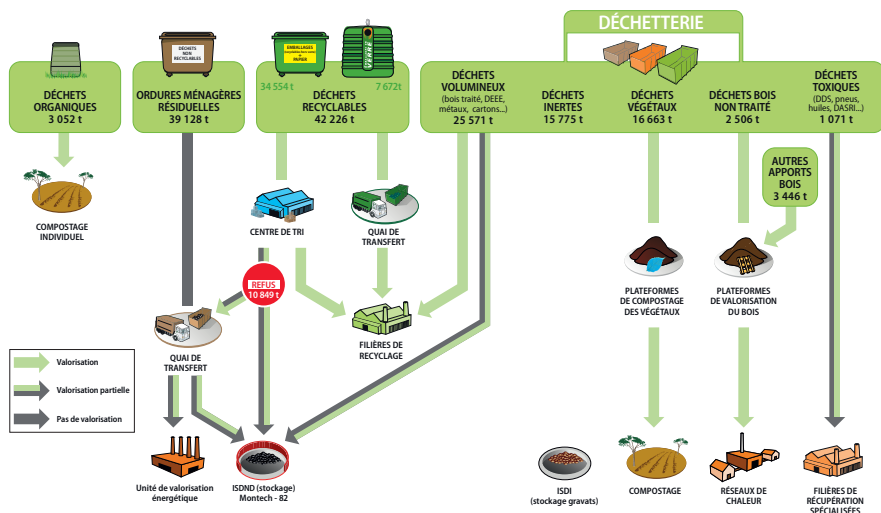 DÉCHETTERIE
DÉCHETS
NON
RECYCLABLES
EMBALLAGES
PAPIER
VERRE
34 554 t
7 672t
DÉCHETS
ORGANIQUES
3 052 t
ORDURES MÉNAGÈRES
RÉSIDUELLES
39 128 t
DÉCHETS
RECYCLABLES
42 226 t
DÉCHETS
VOLUMINEUX
(bois traité, DEEE,
métaux, cartons...)
25 571 t
DÉCHETS
INERTES
15 775 t
DÉCHETS
VÉGÉTAUX
16 663 t
DÉCHETS BOIS
NON TRAITÉ
2 506 t
DÉCHETS
TOXIQUES
(DDS, pneus,
huiles, DASRI...)
1 071 t
AUTRES
APPORTS
BOIS
3 446 t
COMPOSTAGE
INDIVIDUEL
CENTRE DE TRI
QUAI DE
TRANSFERT
REFUS
10 849 t
PLATEFORMES
DE COMPOSTAGE
DES VÉGÉTAUX
PLATEFORMES
DE VALORISATION
DU BOIS
QUAI DE
TRANSFERT
FILIÈRES DE
RECYCLAGE
Valorisation
Valorisation partielle
Pas de valorisation
Unité de valorisation
énergétique
ISDND (stockage)
Montech - 82
ISDI
(stockage gravats)
COMPOSTAGE
RÉSEAUX DE
CHALEUR
FILIÈRES DE
RÉCUPÉRATION
SPÉCIALISÉES